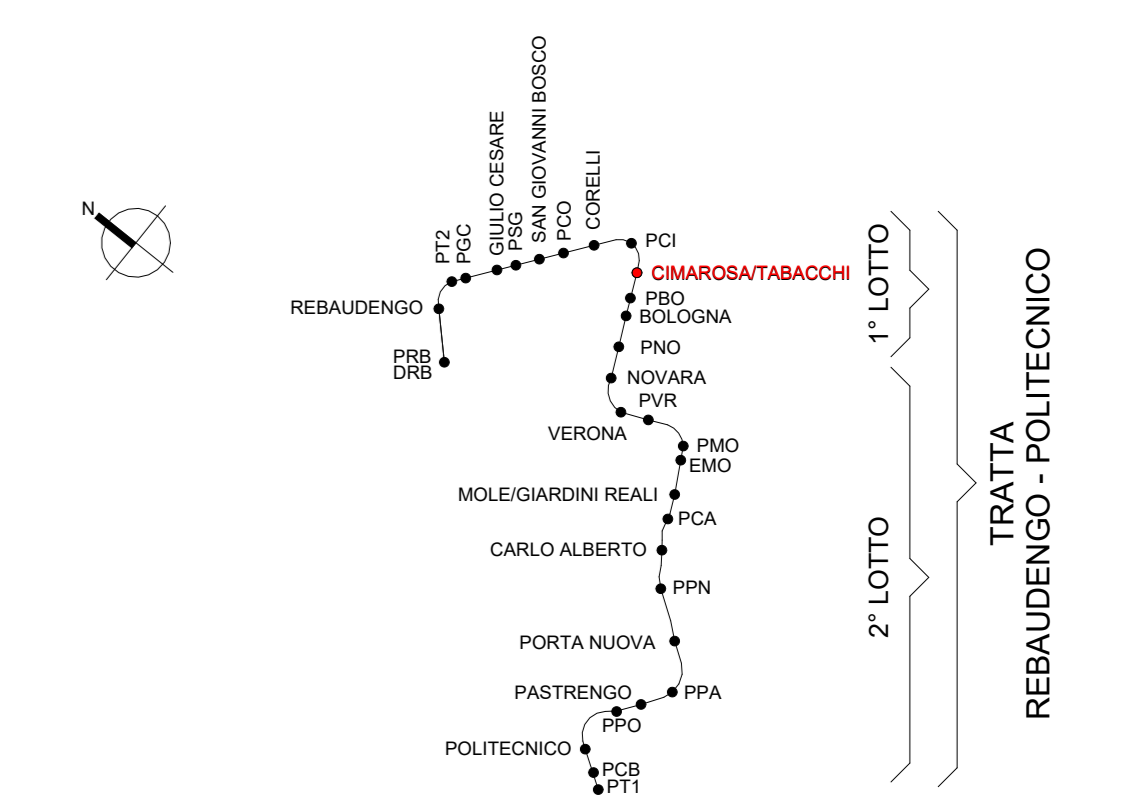 N
PT2
PGC
GIULIO CESARE
PSG
SAN GIOVANNI BOSCO
PCO
CORELLI
PCI
CIMAROSA/TABACCHI
REBAUDENGO
PBO
BOLOGNA
PRB
DRB
PNO
NOVARA
PVR
VERONA
PMO
EMO
MOLE/GIARDINI REALI
PCA
CARLO ALBERTO
PPN
PORTA NUOVA
PASTRENGO
PPA
PPO
POLITECNICO
PCB
PT1
1° LOTTO
2° LOTTO
TRATTA
REBAUDENGO - POLITECNICO